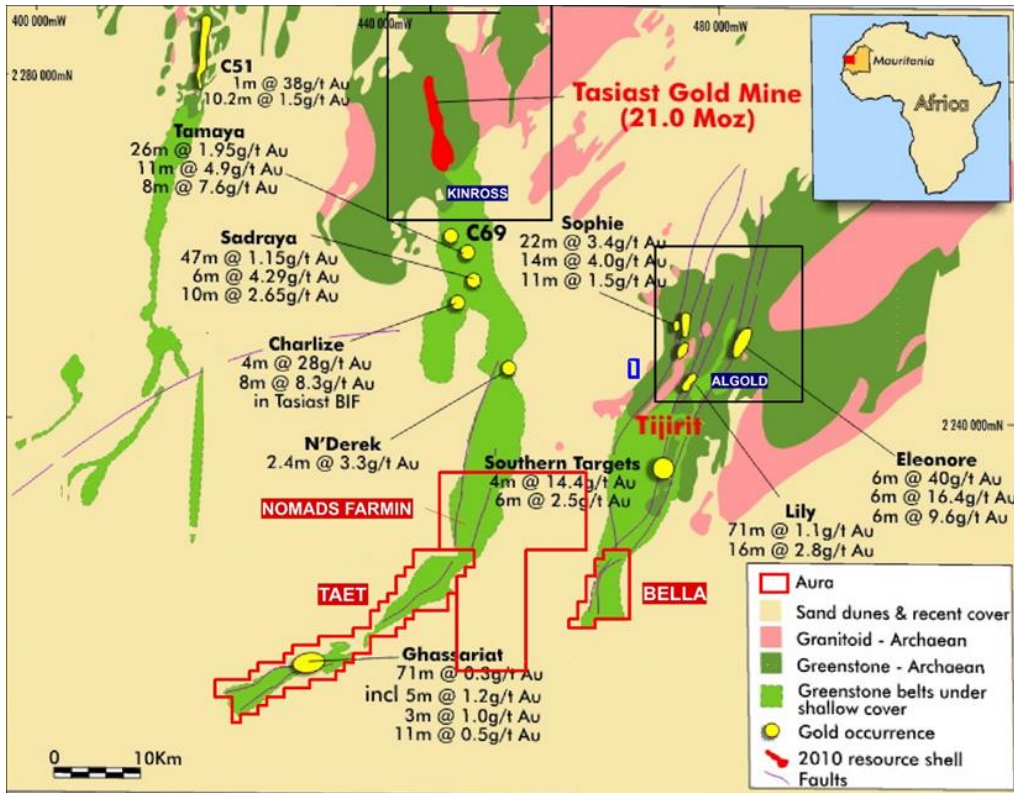 400 000mW
440 000mW
480 000mW
2 280 000mN
C51
1m @ 38g/t Au
10.2m @ 1.5g/t Au
Tasiast Gold Mine
(21.0 Moz)
Mauritania
Africa
Tamaya
26m @ 1.95g/t Au
11m @ 4.9g/t Au
8m @ 7.6g/t Au
KINROSS
C69
Sadraya
47m @ 1.15g/t Au
6m @ 4.29g/t Au
10m @ 2.65g/t Au
Sophie
22m @ 3.4g/t Au
14m @ 4.0g/t Au
11m @ 1.5g/t Au
Charlize
4m @ 28g/t Au
8m @ 8.3g/t Au
in Tasiast BIF
ALGOLD
Tijirit
2 240 000mN
N'Derek
2.4m @ 3.3g/t Au
Southern Targets
4m @ 14.4g/t Au
6m @ 2.5g/t Au
Eleonore
6m @ 40g/t Au
6m @ 16.4g/t Au
6m @ 9.6g/t Au
Lily
71m @ 1.1g/t Au
16m @ 2.8g/t Au
NOMADS FARMIN
TAET
BELLA
Ghassariat
71m @ 0.3g/t Au
incl 5m @ 1.2g/t Au
3m @ 1.0g/t Au
11m @ 0.5g/t Au
0 10Km
Aura
Sand dunes & recent cover
Granitoid - Archaean
Greenstone - Archaean
Greenstone belts under
shallow cover
Gold occurrence
2010 resource shell
Faults